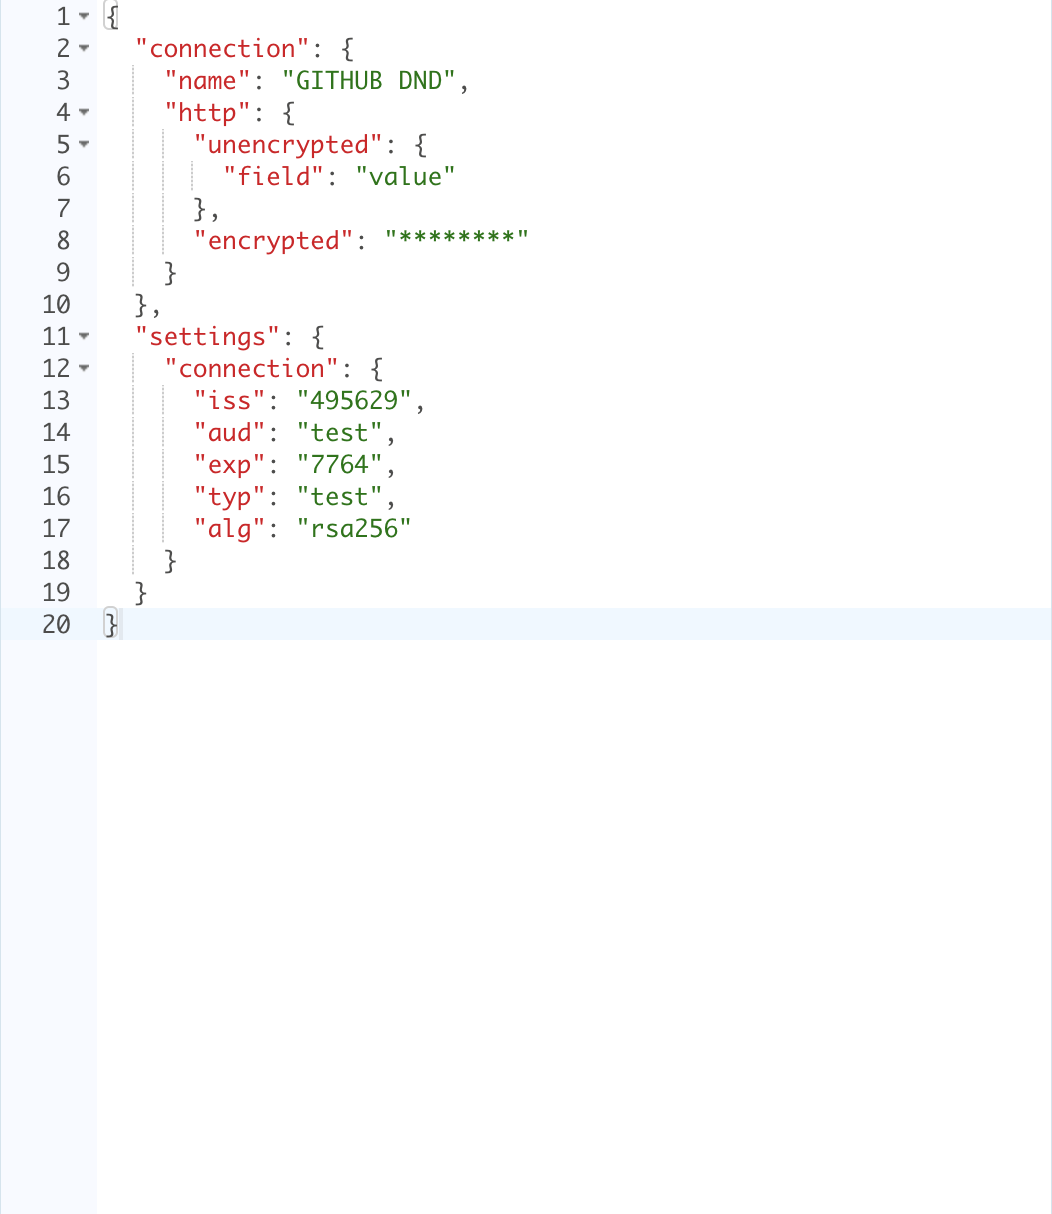 1 {
2 "connection": {
3 "name": "GITHUB DND",
4 "http": {
5 "unencrypted": {
6 "field": "value"
7 },
8 "encrypted": "********"
9 }
10 },
11 "settings": {
12 "connection": {
13 "iss": "495629",
14 "aud": "test",
15 "exp": "7764",
16 "typ": "test",
17 "alg": "rsa256"
18 }
19 }
20 }